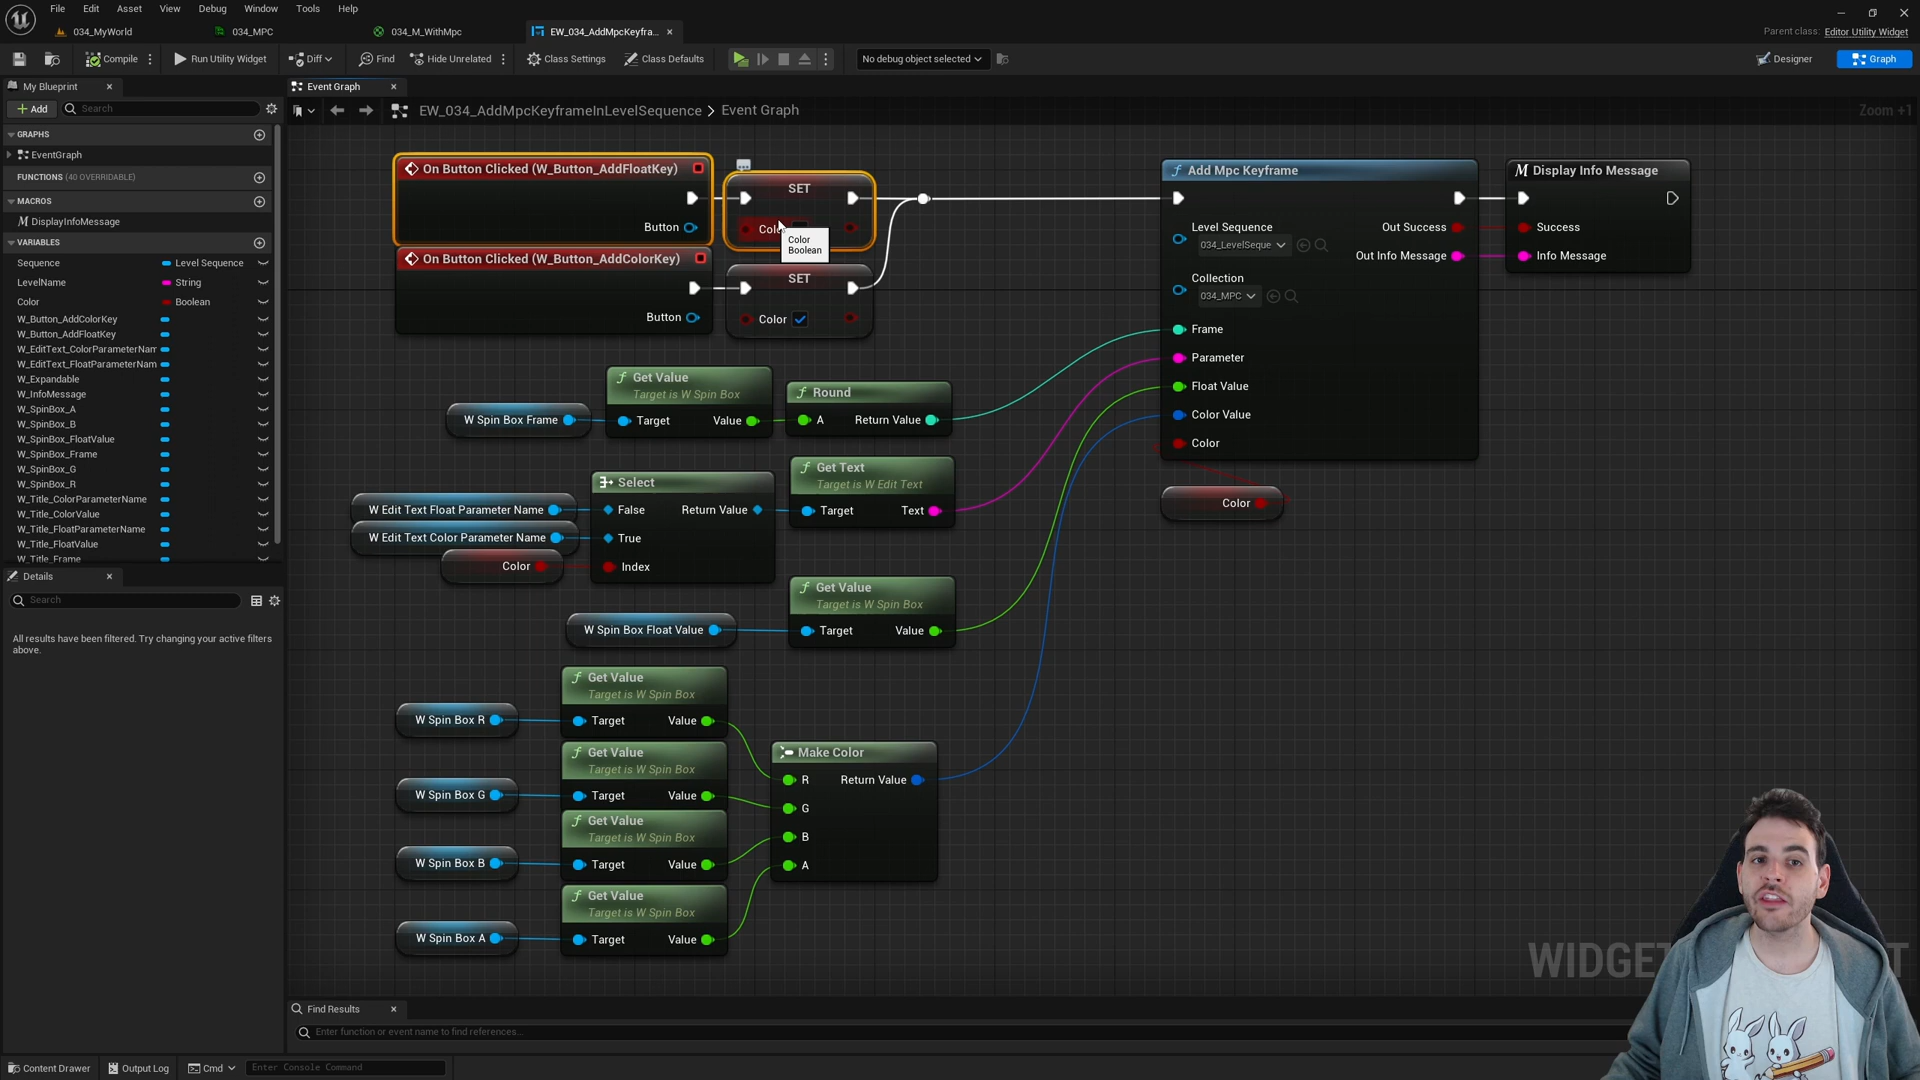 File Edit Asset View Debug Window Tools Help
034_MyWorld
034_MPC
034_M_WithMpc
EW_034_AddMpcKeyfra...
Parent class: Editor Utility Widget
Compile
Run Utility Widget
Diff
Find
Hide Unrelated
Class Settings
Class Defaults
No debug object selected
Designer
Graph
My Blueprint
Event Graph
Add
Search
EW_034_AddMpcKeyframeInLevelSequence > Event Graph
Zoom +1
GRAPHS
EventGraph
FUNCTIONS (40 OVERRIDABLE)
MACROS
DisplayInfoMessage
VARIABLES
Sequence Level Sequence
LevelName String
Color Boolean
W_Button_AddColorKey
W_Button_AddFloatKey
W_EditText_ColorParameterNam
W_EditText_FloatParameterNam
W_Expandable
W_InfoMessage
W_SpinBox_A
W_SpinBox_B
W_SpinBox_FloatValue
W_SpinBox_Frame
W_SpinBox_G
W_SpinBox_R
W_Title_ColorParameterName
W_Title_ColorValue
W_Title_FloatParameterName
W_Title_FloatValue
W_Title_Frame
Details
Search
All results have been filtered. Try changing your active filters
above.
On Button Clicked (W_Button_AddFloatKey)
Button
SET
Color
Boolean
On Button Clicked (W_Button_AddColorKey)
Button
SET
Color
Add Mpc Keyframe
Level Sequence
034_LevelSeque
Out Success
Out Info Message
Collection
034_MPC
Frame
Parameter
Float Value
Color Value
Color
Color
Display Info Message
Success
Info Message
W Spin Box Frame
Get Value
Target is W Spin Box
Target Value
Round
A Return Value
W Edit Text Float Parameter Name
W Edit Text Color Parameter Name
Color
Select
False Return Value
True
Index
Get Text
Target is W Edit Text
Target Text
W Spin Box Float Value
Get Value
Target is W Spin Box
Target Value
W Spin Box R
Get Value
Target is W Spin Box
Target Value
W Spin Box G
Get Value
Target is W Spin Box
Target Value
W Spin Box B
Get Value
Target is W Spin Box
Target Value
W Spin Box A
Get Value
Target is W Spin Box
Target Value
Make Color
R Return Value
G
B
A
Find Results
Enter function or event name to find references...
Content Drawer
Output Log
Cmd
Enter Console Command